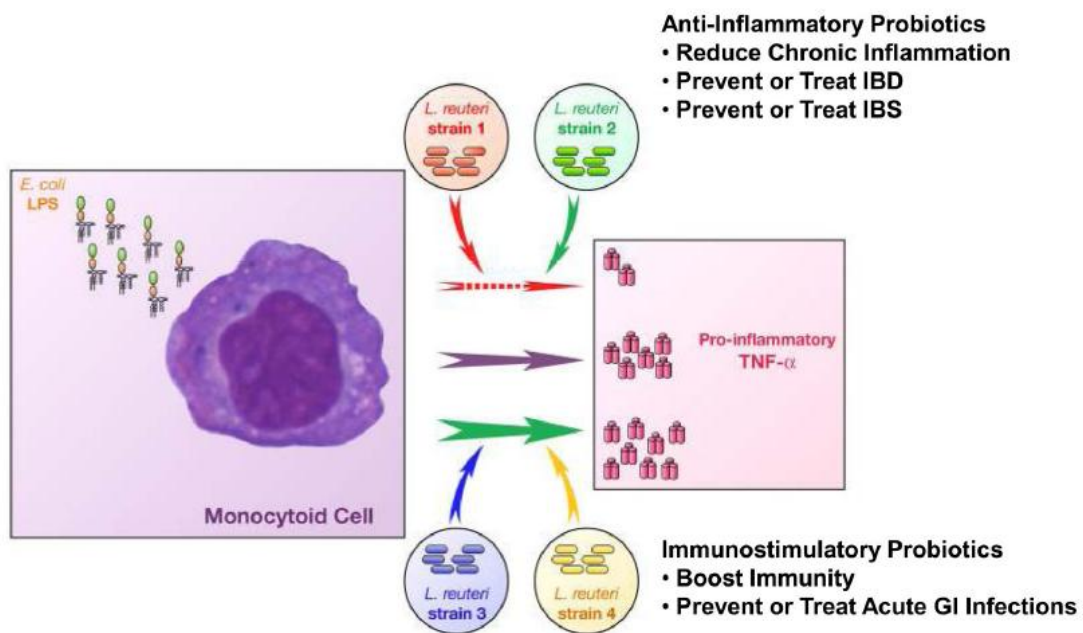 Anti-Inflammatory Probiotics
• Reduce Chronic Inflammation
• Prevent or Treat IBD
• Prevent or Treat IBS
L. reuteri
strain 1
L. reuteri
strain 2
E. coli
LPS
Pro-inflammatory
TNF-α
Monocytoid Cell
L. reuteri
strain 3
L. reuteri
strain 4
Immunostimulatory Probiotics
• Boost Immunity
• Prevent or Treat Acute GI Infections